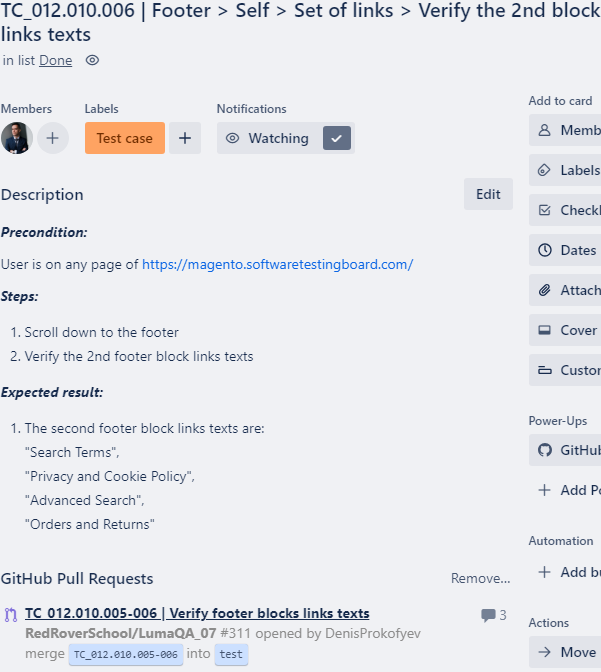 TC_012.010.006 | Footer > Self > Set of links > Verify the 2nd block
links texts
in list Done
Members
Labels
Notifications
Test case
Watching
Description
Edit
Precondition:
User is on any page of https://magento.softwaretestingboard.com/
Steps:
1. Scroll down to the footer
2. Verify the 2nd footer block links texts
Expected result:
1. The second footer block links texts are:
"Search Terms",
"Privacy and Cookie Policy",
"Advanced Search",
"Orders and Returns"
GitHub Pull Requests
Remove...
TC_012.010.005-006 | Verify footer blocks links texts
3
RedRoverSchool/LumaQA_07 #311 opened by DenisProkofyev
merge TC_012.010.005-006 into test
Add to card
Memb
Labels
Checkl
Dates
Attach
Cover
Custor
Power-Ups
GitHub
Add Po
Automation
Add bu
Actions
Move